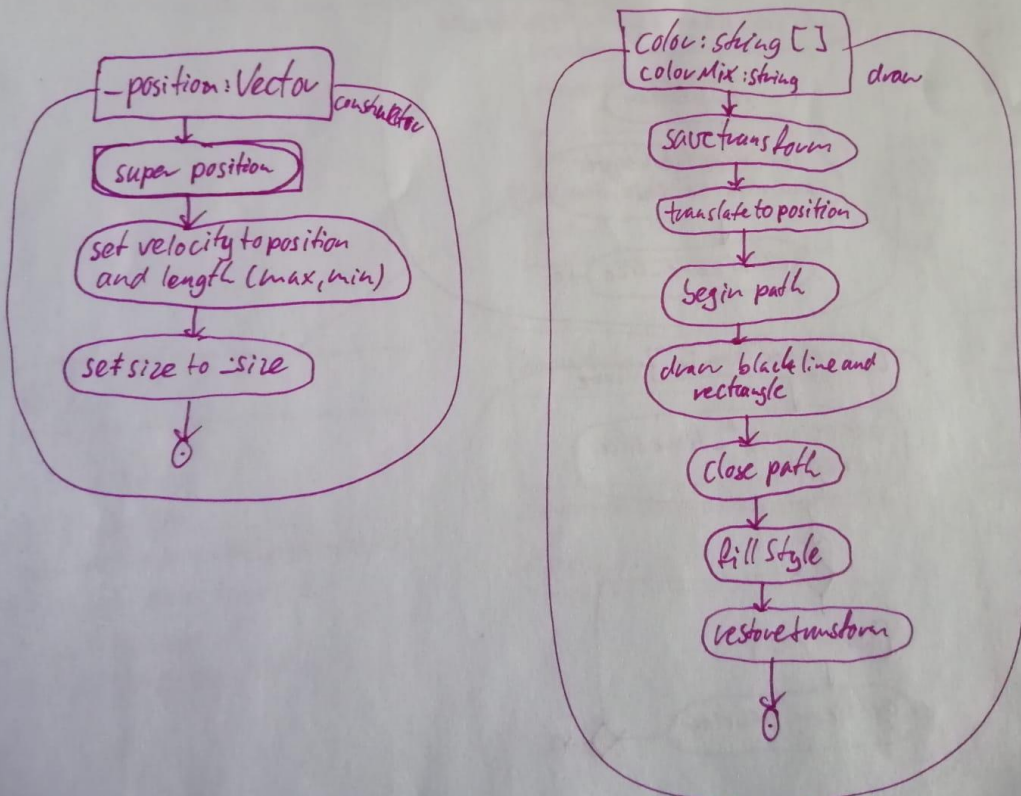 _position: Vector
constructor
super position
set velocity to position
and length (max, min)
set size to _size
color: string []
colorMix: string
draw
save transform
translate to position
begin path
draw black line and
rectangle
close path
fill style
restore transform